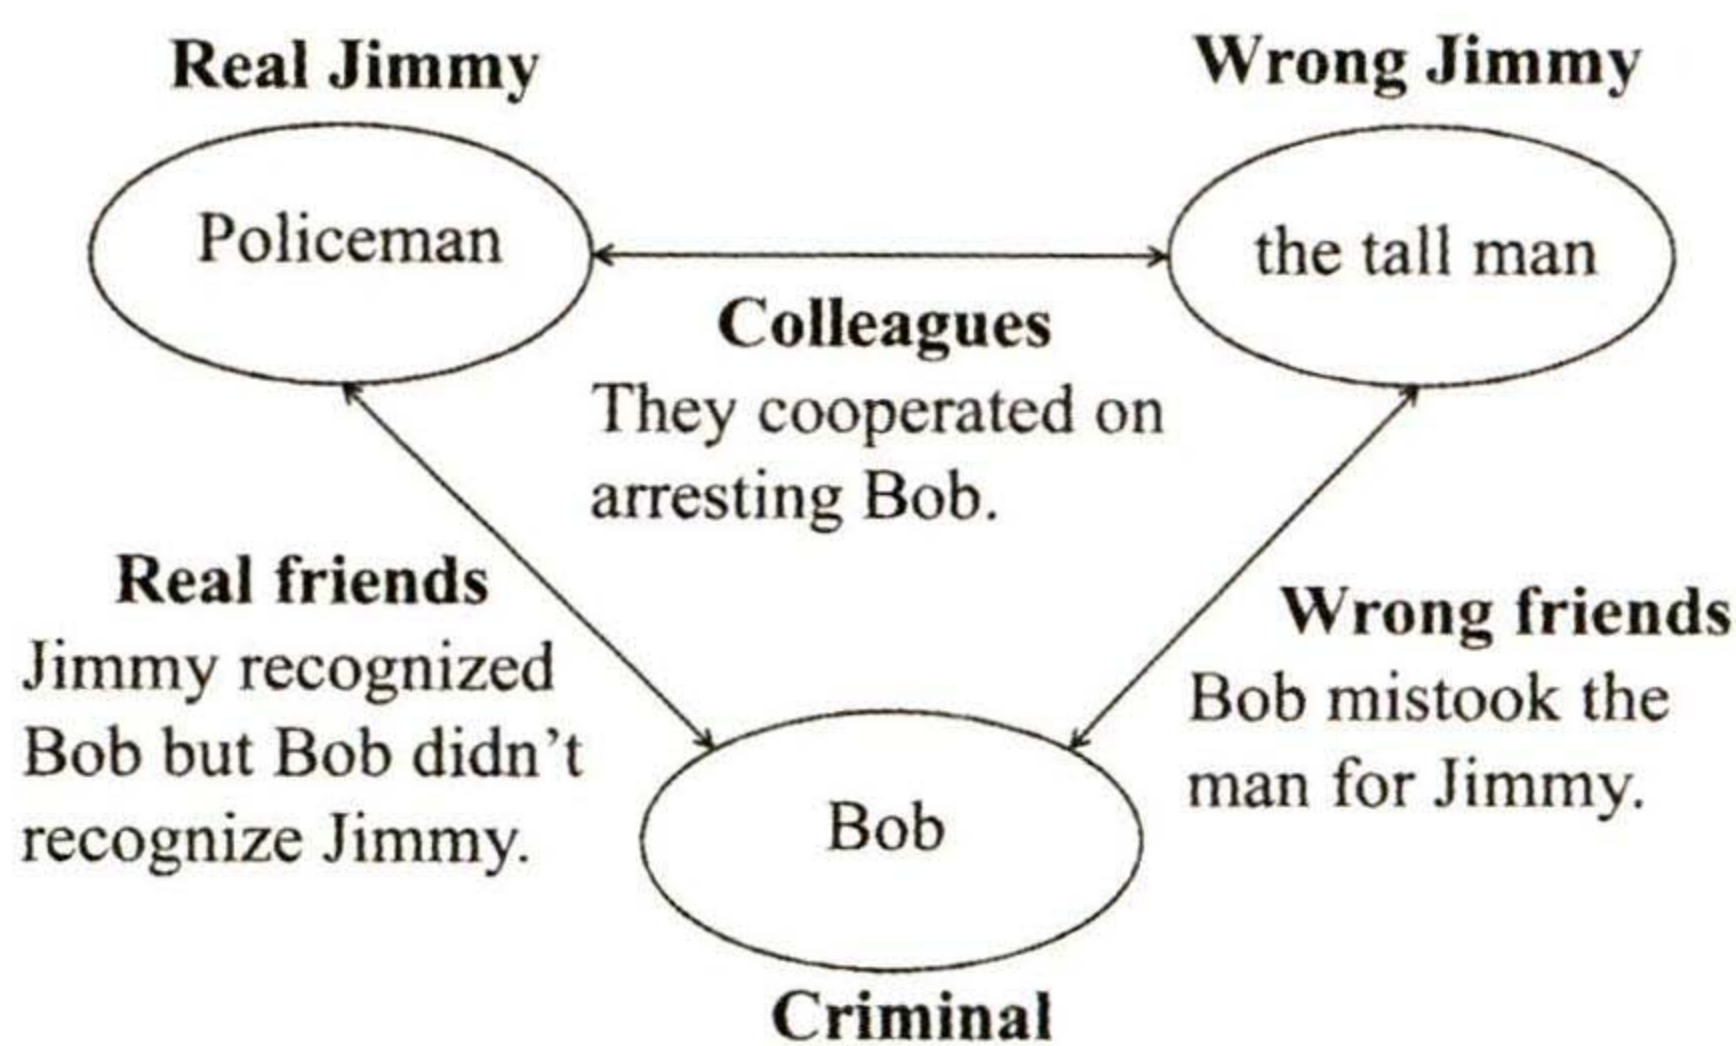 Real Jimmy
Wrong Jimmy
Policeman
the tall man
Colleagues
They cooperated on
arresting Bob.
Real friends
Jimmy recognized
Bob but Bob didn't
recognize Jimmy.
Wrong friends
Bob mistook the
man for Jimmy.
Bob
Criminal